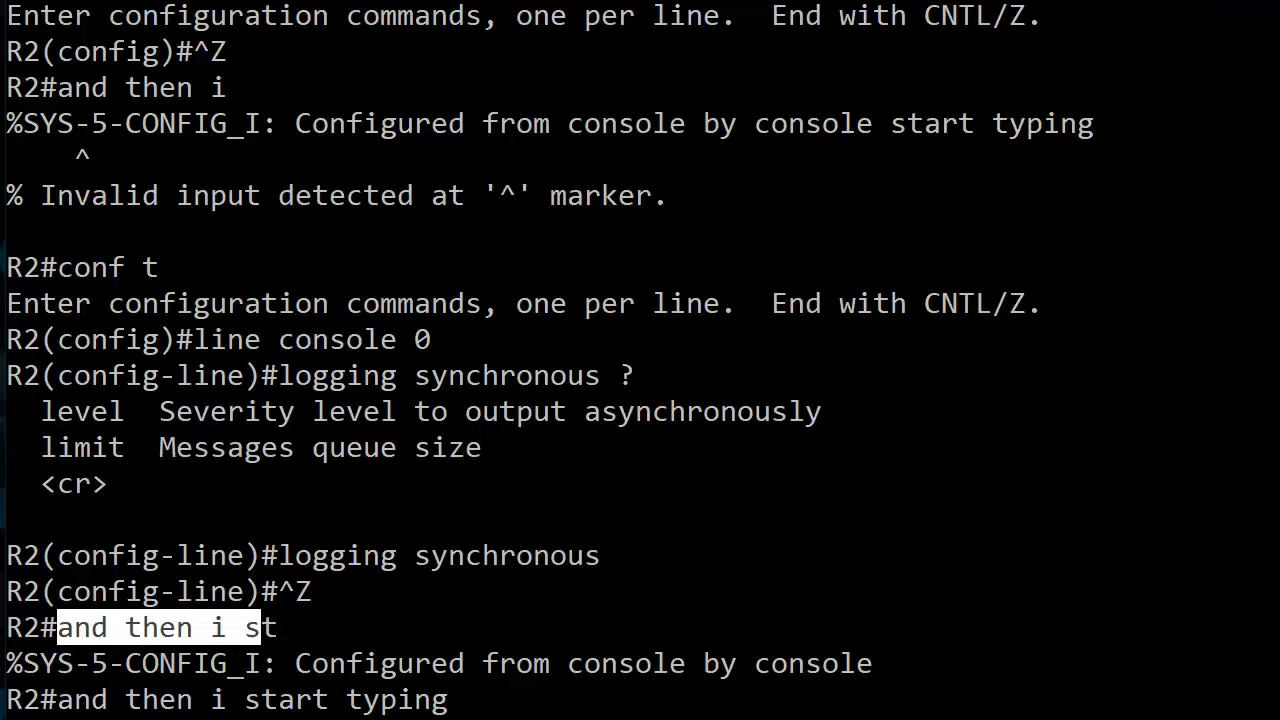 Enter configuration commands, one per line.  End with CNTL/Z.
R2(config)#^Z
R2#and then i
%SYS-5-CONFIG_I: Configured from console by console start typing
    ^
% Invalid input detected at '^' marker.

R2#conf t
Enter configuration commands, one per line.  End with CNTL/Z.
R2(config)#line console 0
R2(config-line)#logging synchronous ?
  level  Severity level to output asynchronously
  limit  Messages queue size
  <cr>

R2(config-line)#logging synchronous
R2(config-line)#^Z
R2#and then i st
%SYS-5-CONFIG_I: Configured from console by console
R2#and then i start typing